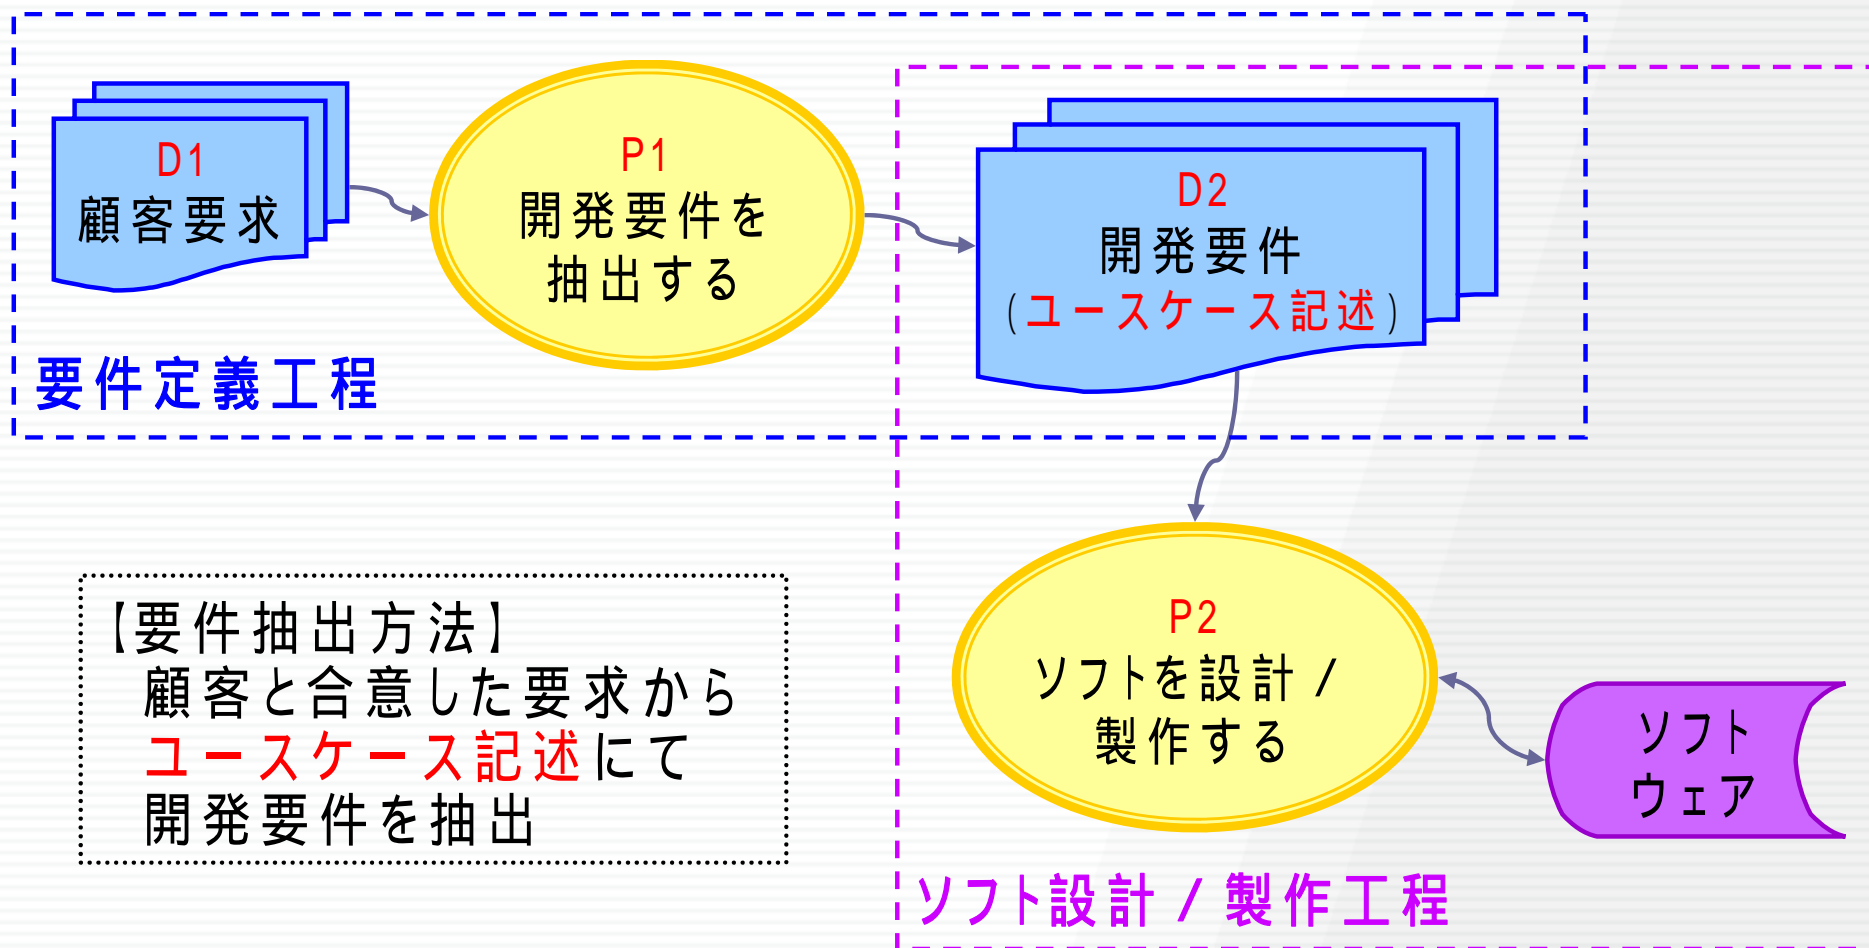 D1
顧客要求
P1
開発要件を
抽出する
D2
開発要件
(ユースケース記述)
要件定義工程
P2
ソフトを設計/
製作する
ソフト
ウェア
【要件抽出方法】
顧客と合意した要求から
ユースケース記述にて
開発要件を抽出
ソフト設計/製作工程